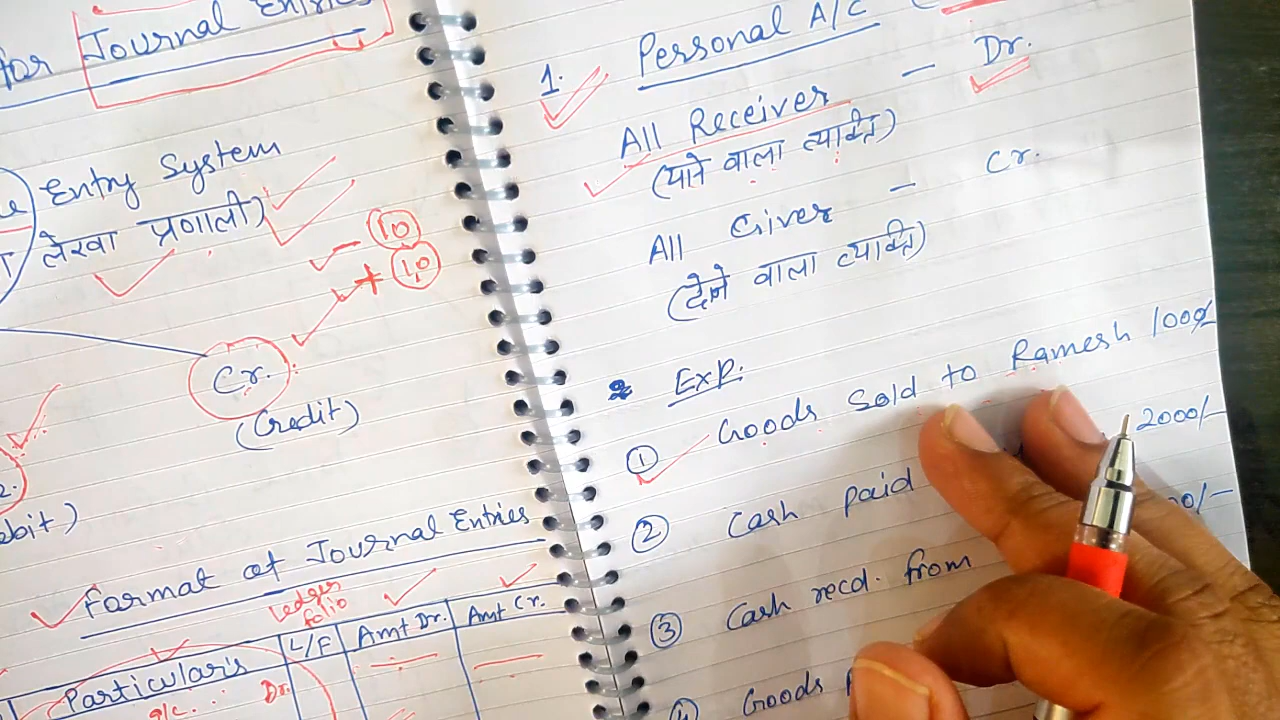 for Journal Entries
Entry System
लेखा प्रणाली)
- 10
+ 10
Cr.
(Credit)
Format of Journal Entries
ledger
folio
Particulars
L/F
Amt Dr.
Amt Cr.
a/c.
Dr.
1. Personal A/C
All Receiver - Dr.
(पाने वाला व्यक्ति)
All Giver - Cr.
(देने वाला व्यक्ति)
Exp.
① Goods Sold to Ramesh 1000/-
② Cash paid 2000/-
③ Cash recd. from
④ Goods